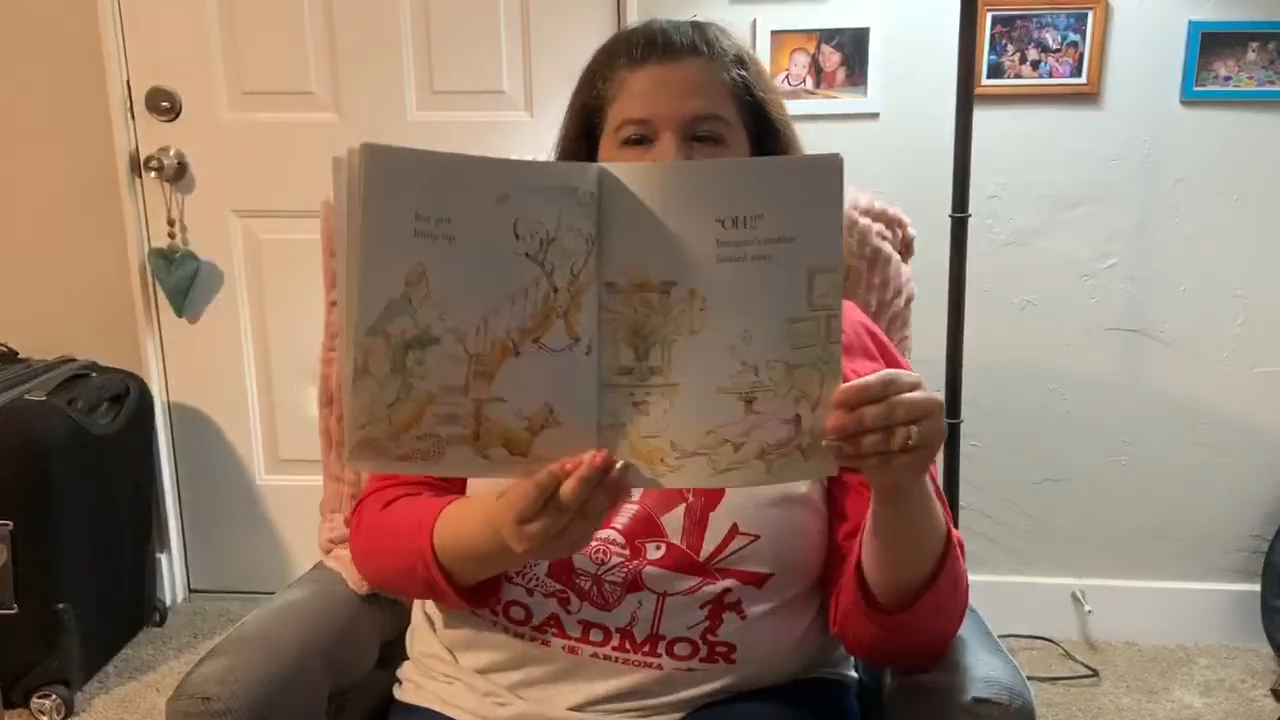 but got
hung up.
"OH!!"
Imogene's mother
fainted away.
ROADMOR
ARIZONA